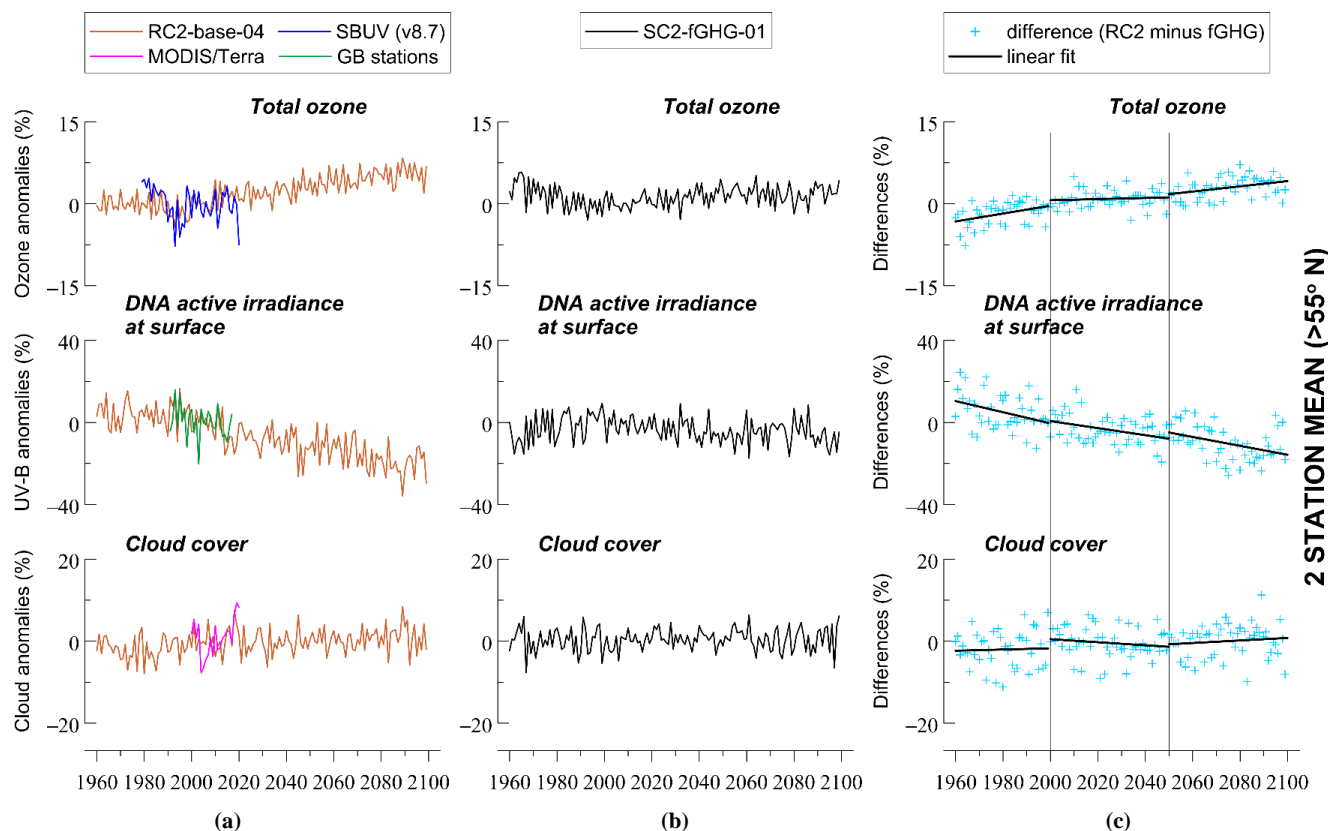 RC2-base-04 SBUV (v8.7)
MODIS/Terra GB stations
SC2-fGHG-01
difference (RC2 minus fGHG)
linear fit
Total ozone
Total ozone
Total ozone
Ozone anomalies (%)
15
0
−15
15
0
−15
Differences (%)
15
0
−15
DNA active irradiance
at surface
DNA active irradiance
at surface
DNA active irradiance
at surface
UV-B anomalies (%)
40
0
−40
40
0
−40
Differences (%)
40
0
−40
Cloud cover
Cloud cover
Cloud cover
Cloud anomalies (%)
20
0
−20
20
0
−20
Differences (%)
20
0
−20
2 STATION MEAN (>55° N)
1960 1980 2000 2020 2040 2060 2080 2100
1960 1980 2000 2020 2040 2060 2080 2100
1960 1980 2000 2020 2040 2060 2080 2100
(a)
(b)
(c)